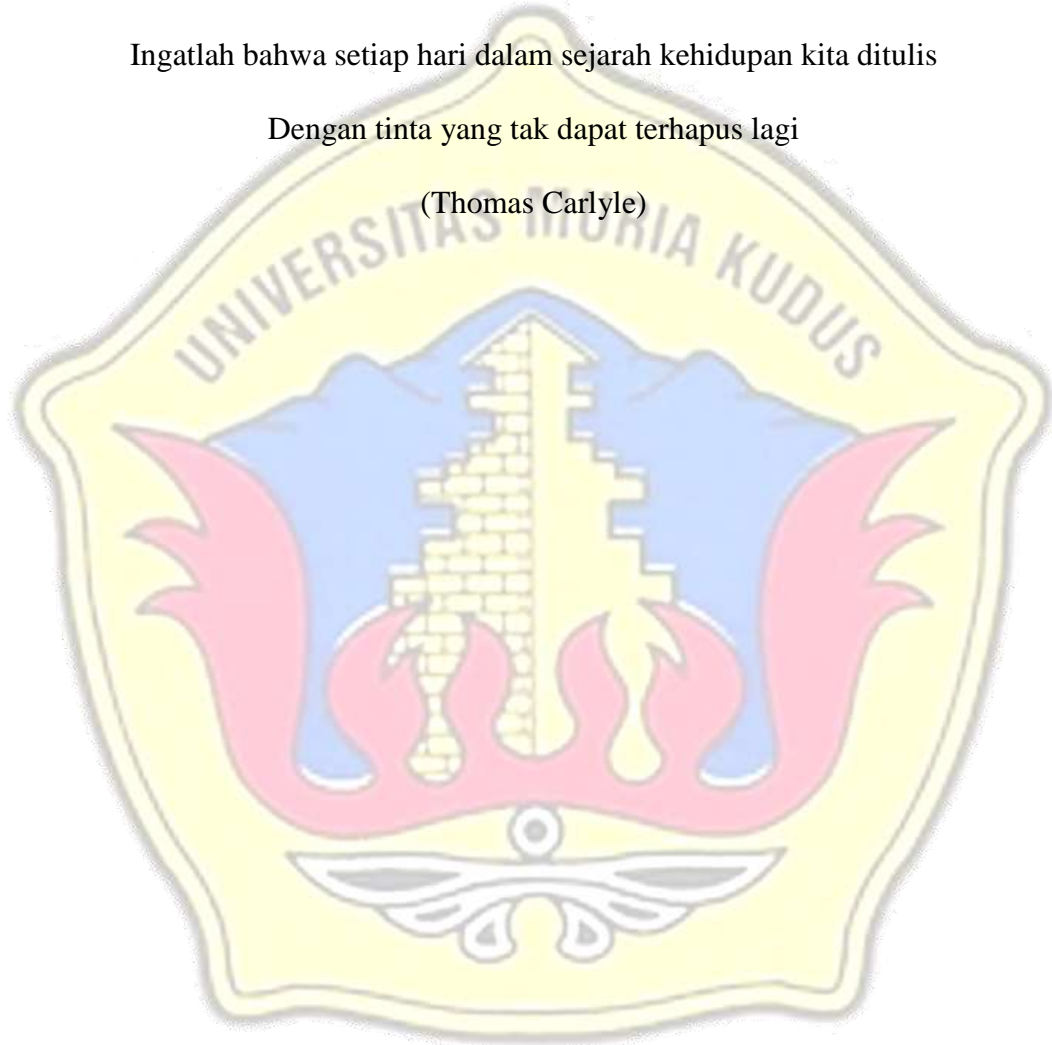 Ingatlah bahwa setiap hari dalam sejarah kehidupan kita ditulis
Dengan tinta yang tak dapat terhapus lagi
(Thomas Carlyle)
UNIVERSITAS MURIA KUDUS